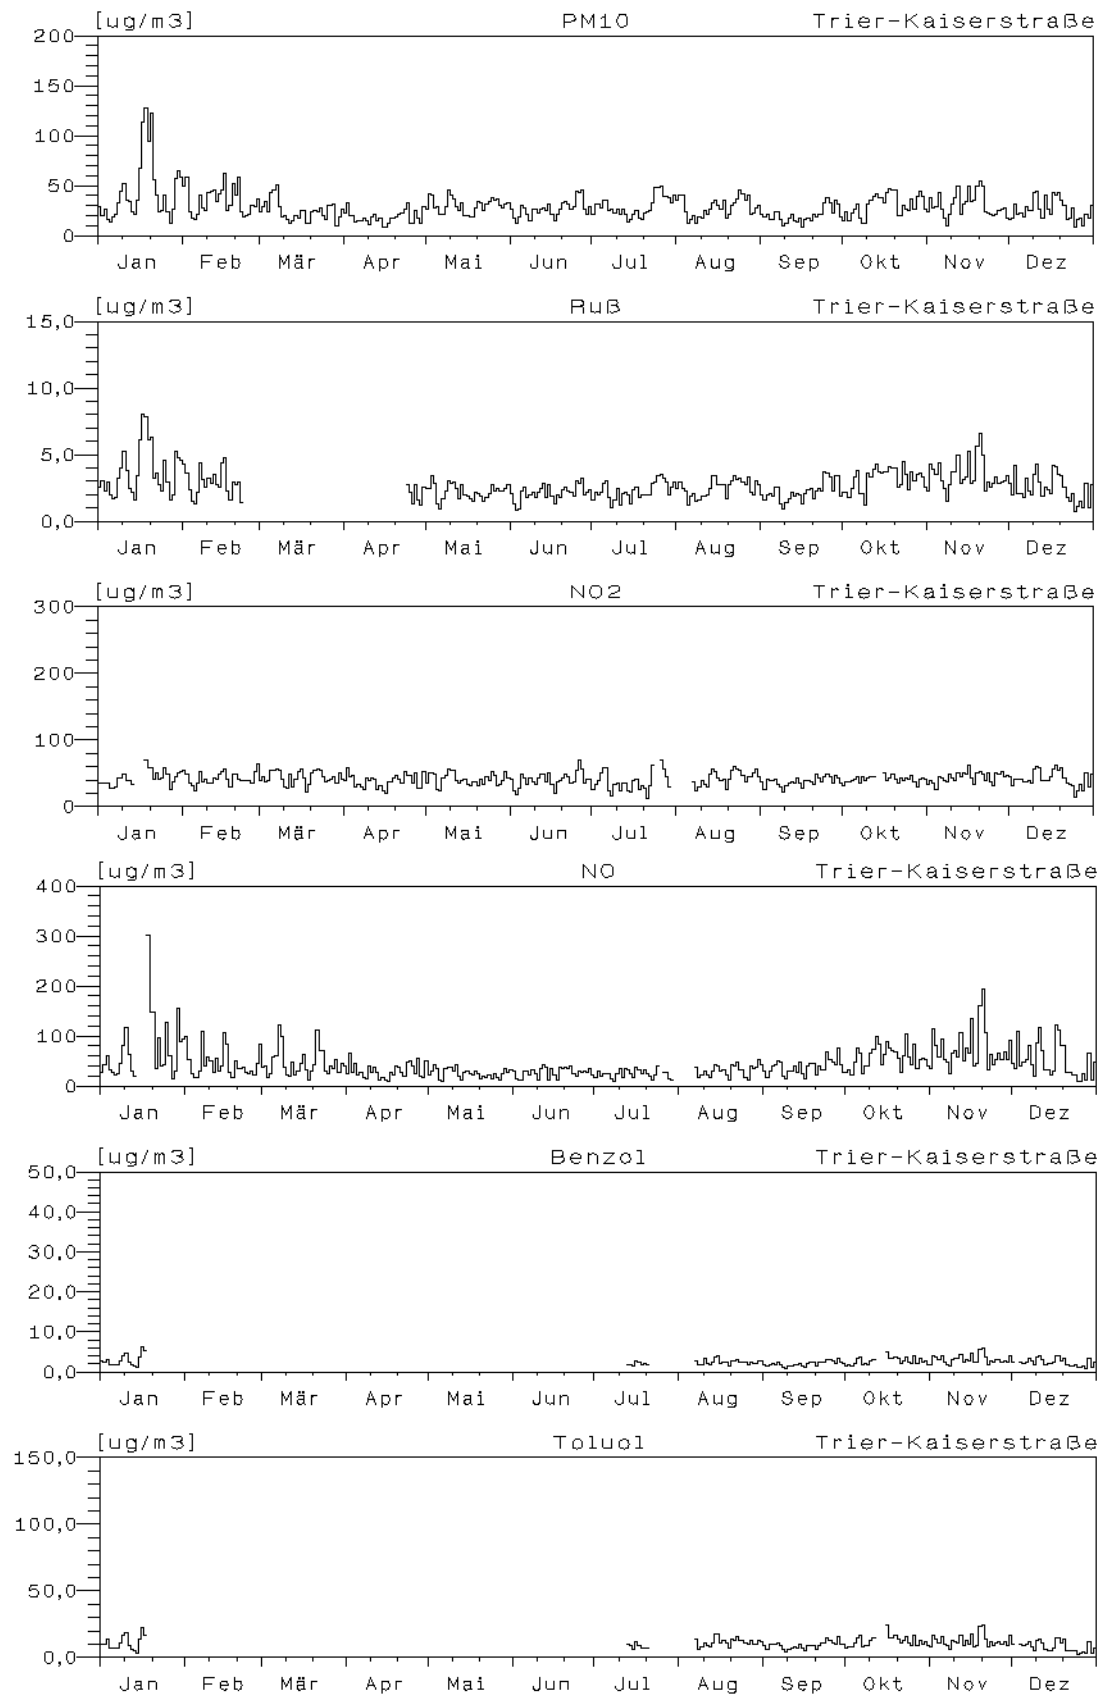 [ug/m3] PM10 Trier-Kaiserstraße
200
150
100
50
0
Jan Feb Mär Apr Mai Jun Jul Aug Sep Okt Nov Dez
[ug/m3] Ruß Trier-Kaiserstraße
15,0
10,0
5,0
0,0
Jan Feb Mär Apr Mai Jun Jul Aug Sep Okt Nov Dez
[ug/m3] NO2 Trier-Kaiserstraße
300
200
100
0
Jan Feb Mär Apr Mai Jun Jul Aug Sep Okt Nov Dez
[ug/m3] NO Trier-Kaiserstraße
400
300
200
100
0
Jan Feb Mär Apr Mai Jun Jul Aug Sep Okt Nov Dez
[ug/m3] Benzol Trier-Kaiserstraße
50,0
40,0
30,0
20,0
10,0
0,0
Jan Feb Mär Apr Mai Jun Jul Aug Sep Okt Nov Dez
[ug/m3] Toluol Trier-Kaiserstraße
150,0
100,0
50,0
0,0
Jan Feb Mär Apr Mai Jun Jul Aug Sep Okt Nov Dez